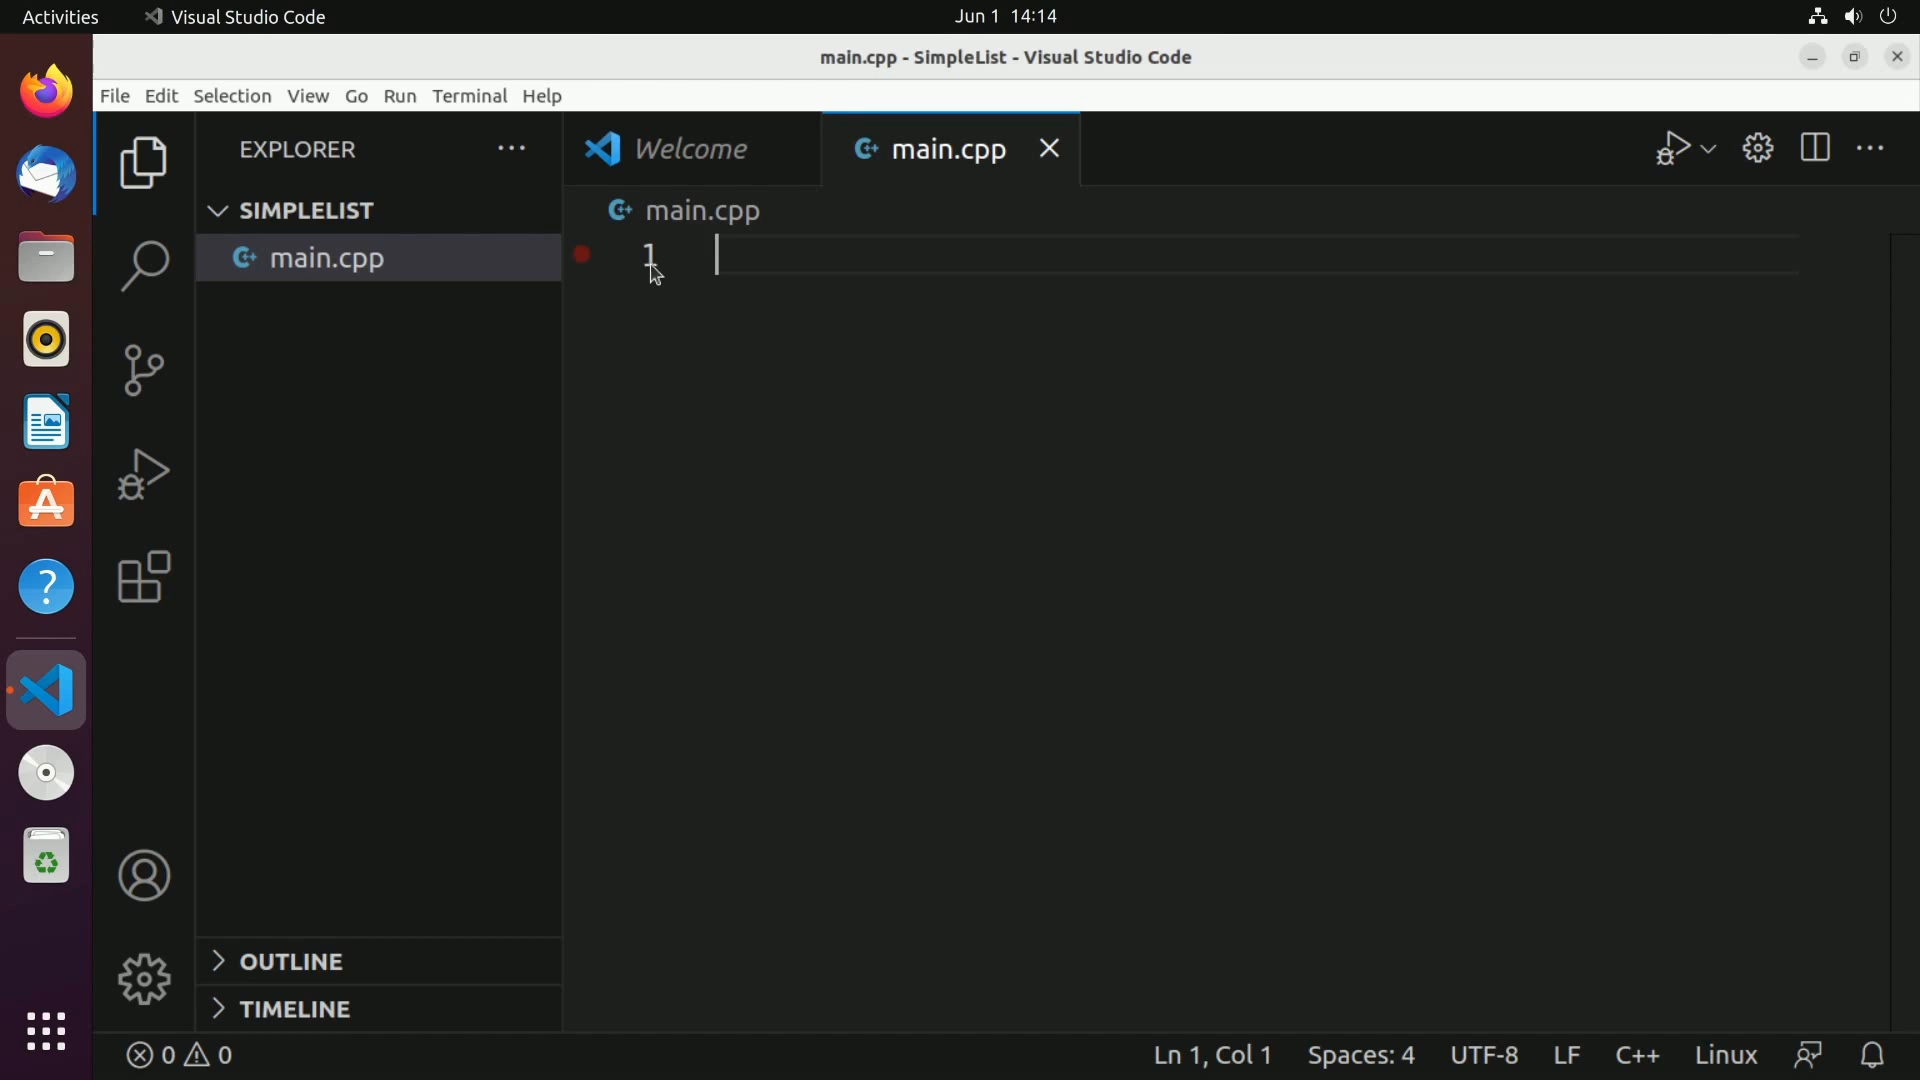 Activities
Visual Studio Code
Jun 1 14:14
main.cpp - SimpleList - Visual Studio Code
File Edit Selection View Go Run Terminal Help
EXPLORER
Welcome
main.cpp
SIMPLELIST
main.cpp
main.cpp
1
OUTLINE
TIMELINE
0 0
Ln 1, Col 1
Spaces: 4
UTF-8
LF
C++
Linux